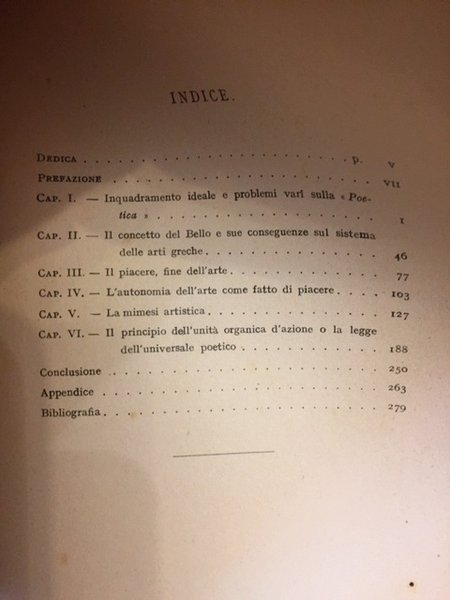 INDICE.
DEDICA . . . . . . . . . . . . . . . . . . . p. v
PREFAZIONE . . . . . . . . . . . . . . . . . . VII
CAP. I. — Inquadramento ideale e problemi vari sulla « Poe-
tica » . . . . . . . . . . . . . . . . 1
CAP. II. — Il concetto del Bello e sue conseguenze sul sistema
delle arti greche . . . . . . . . . . . . 46
CAP. III. — Il piacere, fine dell'arte . . . . . . . . . . 77
CAP. IV. — L'autonomia dell'arte come fatto di piacere . . . . 103
CAP. V. — La mimesi artistica . . . . . . . . . . . . 127
CAP. VI. — Il principio dell'unità organica d'azione o la legge
dell'universale poetico . . . . . . . . . 188
Conclusione . . . . . . . . . . . . . . . . . . 250
Appendice . . . . . . . . . . . . . . . . . . . 263
Bibliografia . . . . . . . . . . . . . . . . . . 279